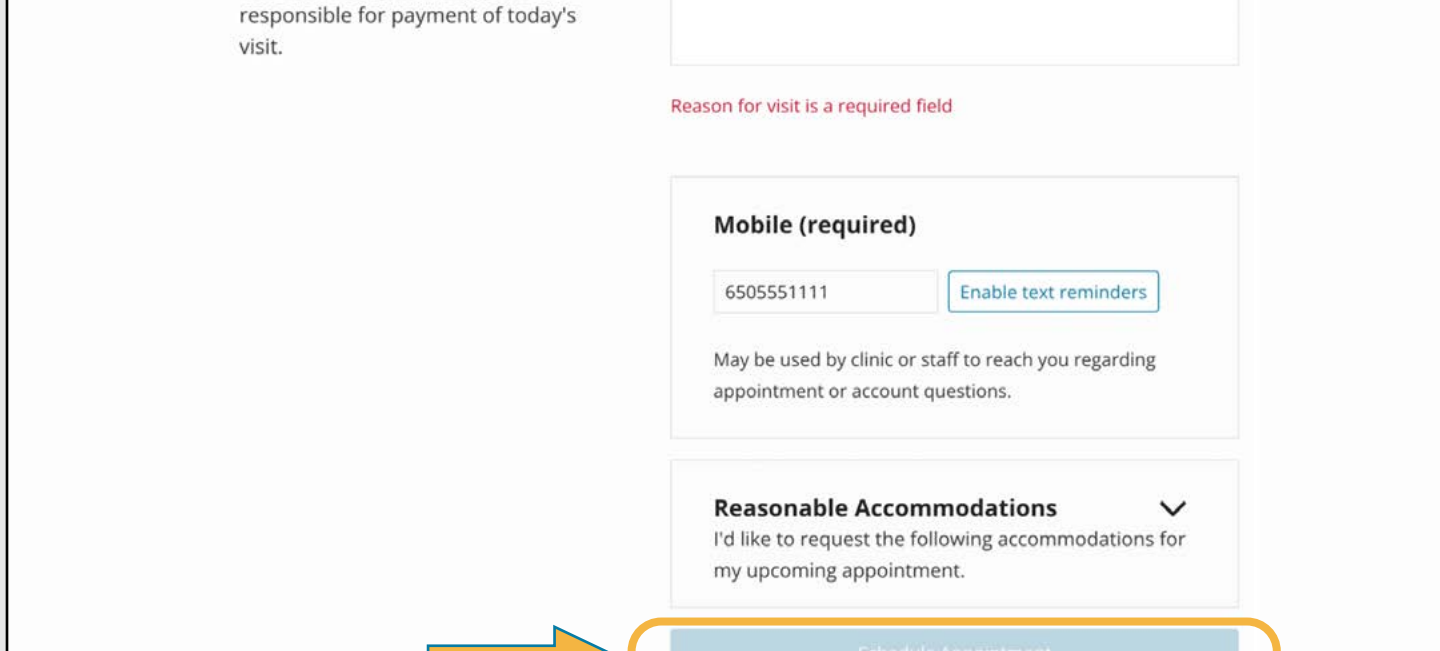 responsible for payment of today's
visit.
Reason for visit is a required field
Mobile (required)
6505551111
Enable text reminders
May be used by clinic or staff to reach you regarding
appointment or account questions.
Reasonable Accommodations
I'd like to request the following accommodations for
my upcoming appointment.
Schedule Appointment